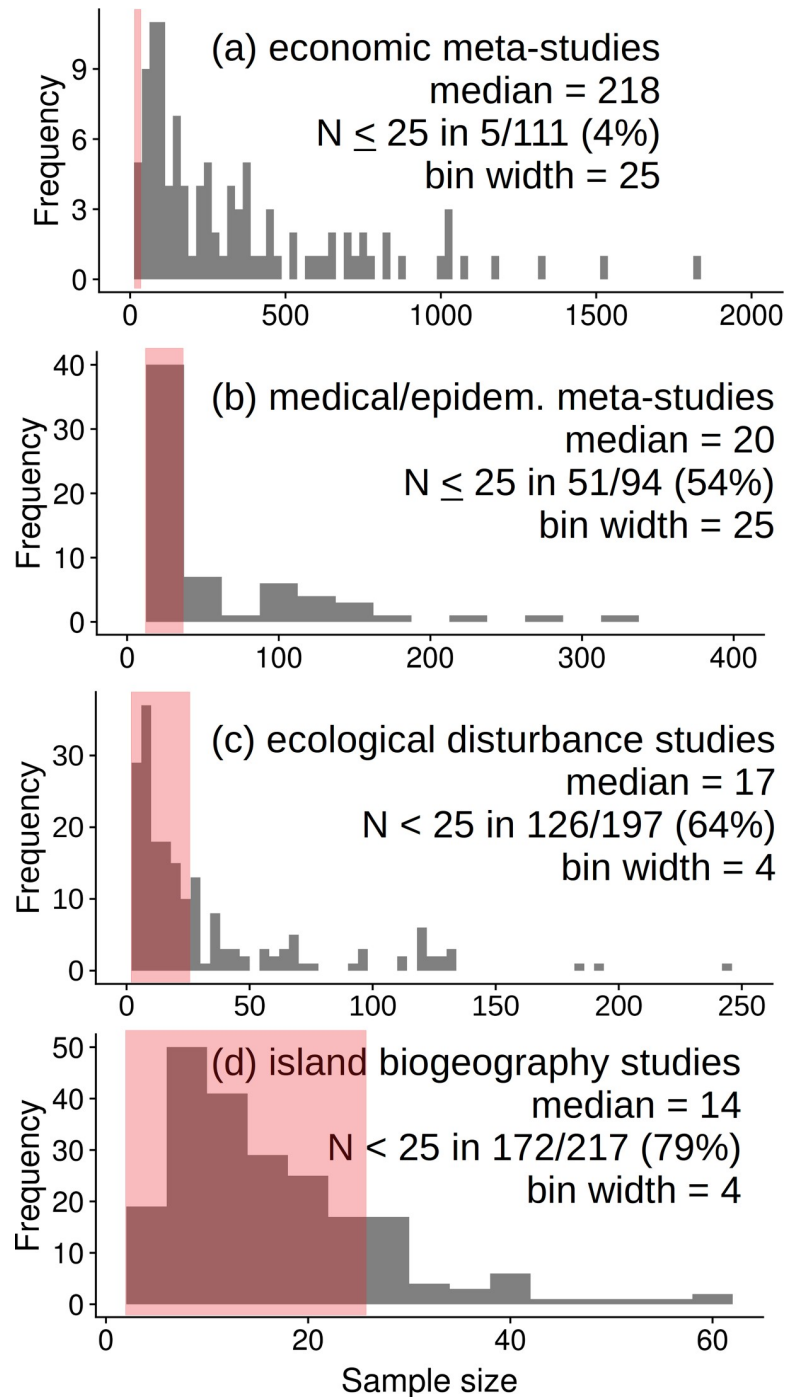 (a) economic meta-studies
median = 218
N ≤ 25 in 5/111 (4%)
bin width = 25
Frequency
9
6
3
0
0 500 1000 1500 2000
(b) medical/epidem. meta-studies
median = 20
N ≤ 25 in 51/94 (54%)
bin width = 25
Frequency
40
30
20
10
0
0 100 200 300 400
(c) ecological disturbance studies
median = 17
N < 25 in 126/197 (64%)
bin width = 4
Frequency
30
20
10
0
0 50 100 150 200 250
(d) island biogeography studies
median = 14
N < 25 in 172/217 (79%)
bin width = 4
Frequency
50
40
30
20
10
0
0 20 40 60
Sample size